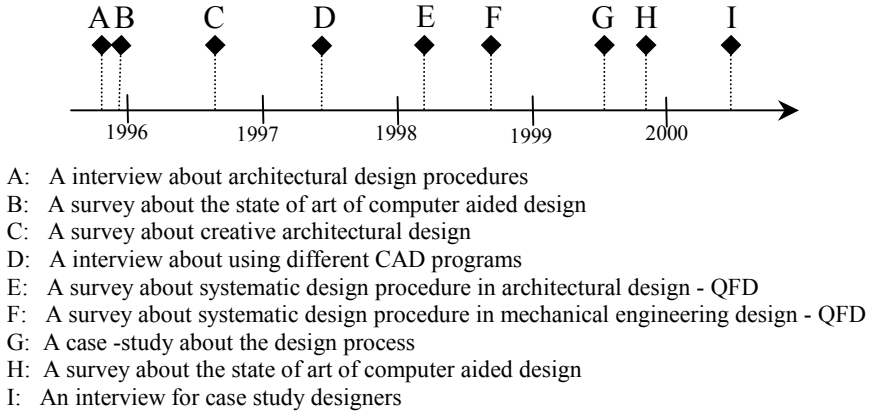 A B C D E F G H I
1996 1997 1998 1999 2000
A: A interview about architectural design procedures
B: A survey about the state of art of computer aided design
C: A survey about creative architectural design
D: A interview about using different CAD programs
E: A survey about systematic design procedure in architectural design - QFD
F: A survey about systematic design procedure in mechanical engineering design - QFD
G: A case -study about the design process
H: A survey about the state of art of computer aided design
I: An interview for case study designers